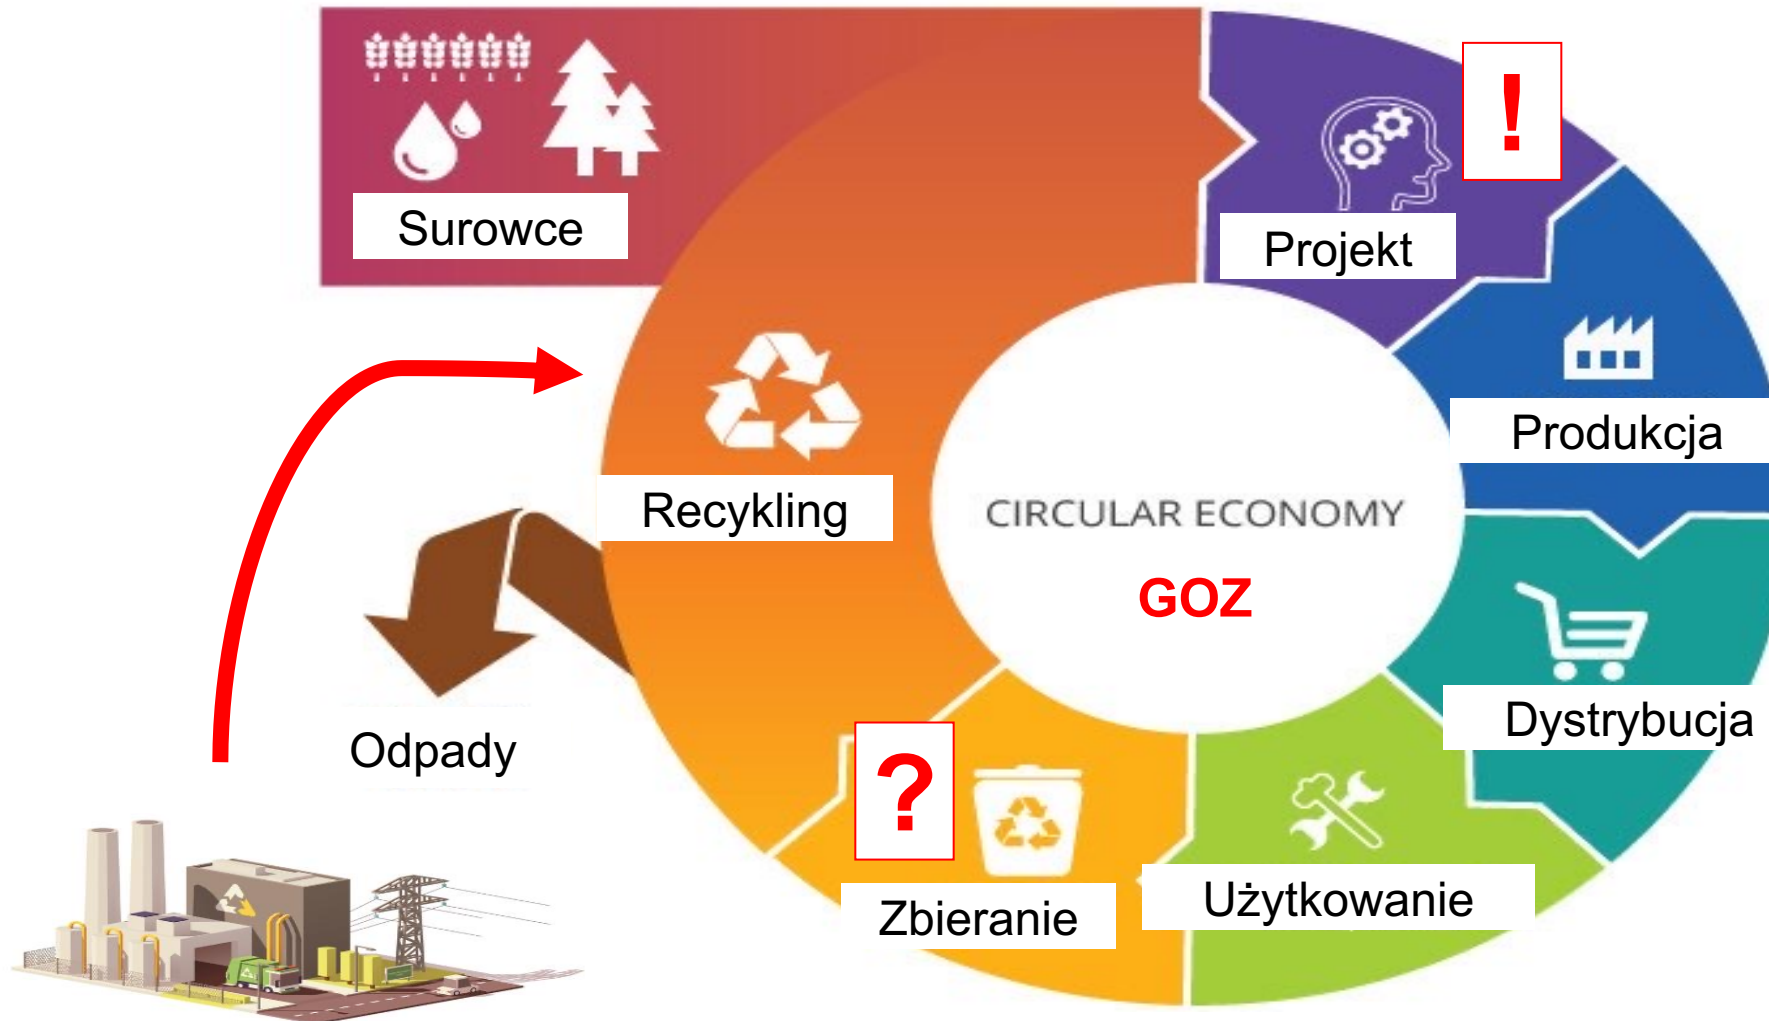 !
Surowce
Projekt
Produkcja
Recykling
CIRCULAR ECONOMY
GOZ
Dystrybucja
Odpady
?
Użytkowanie
Zbieranie